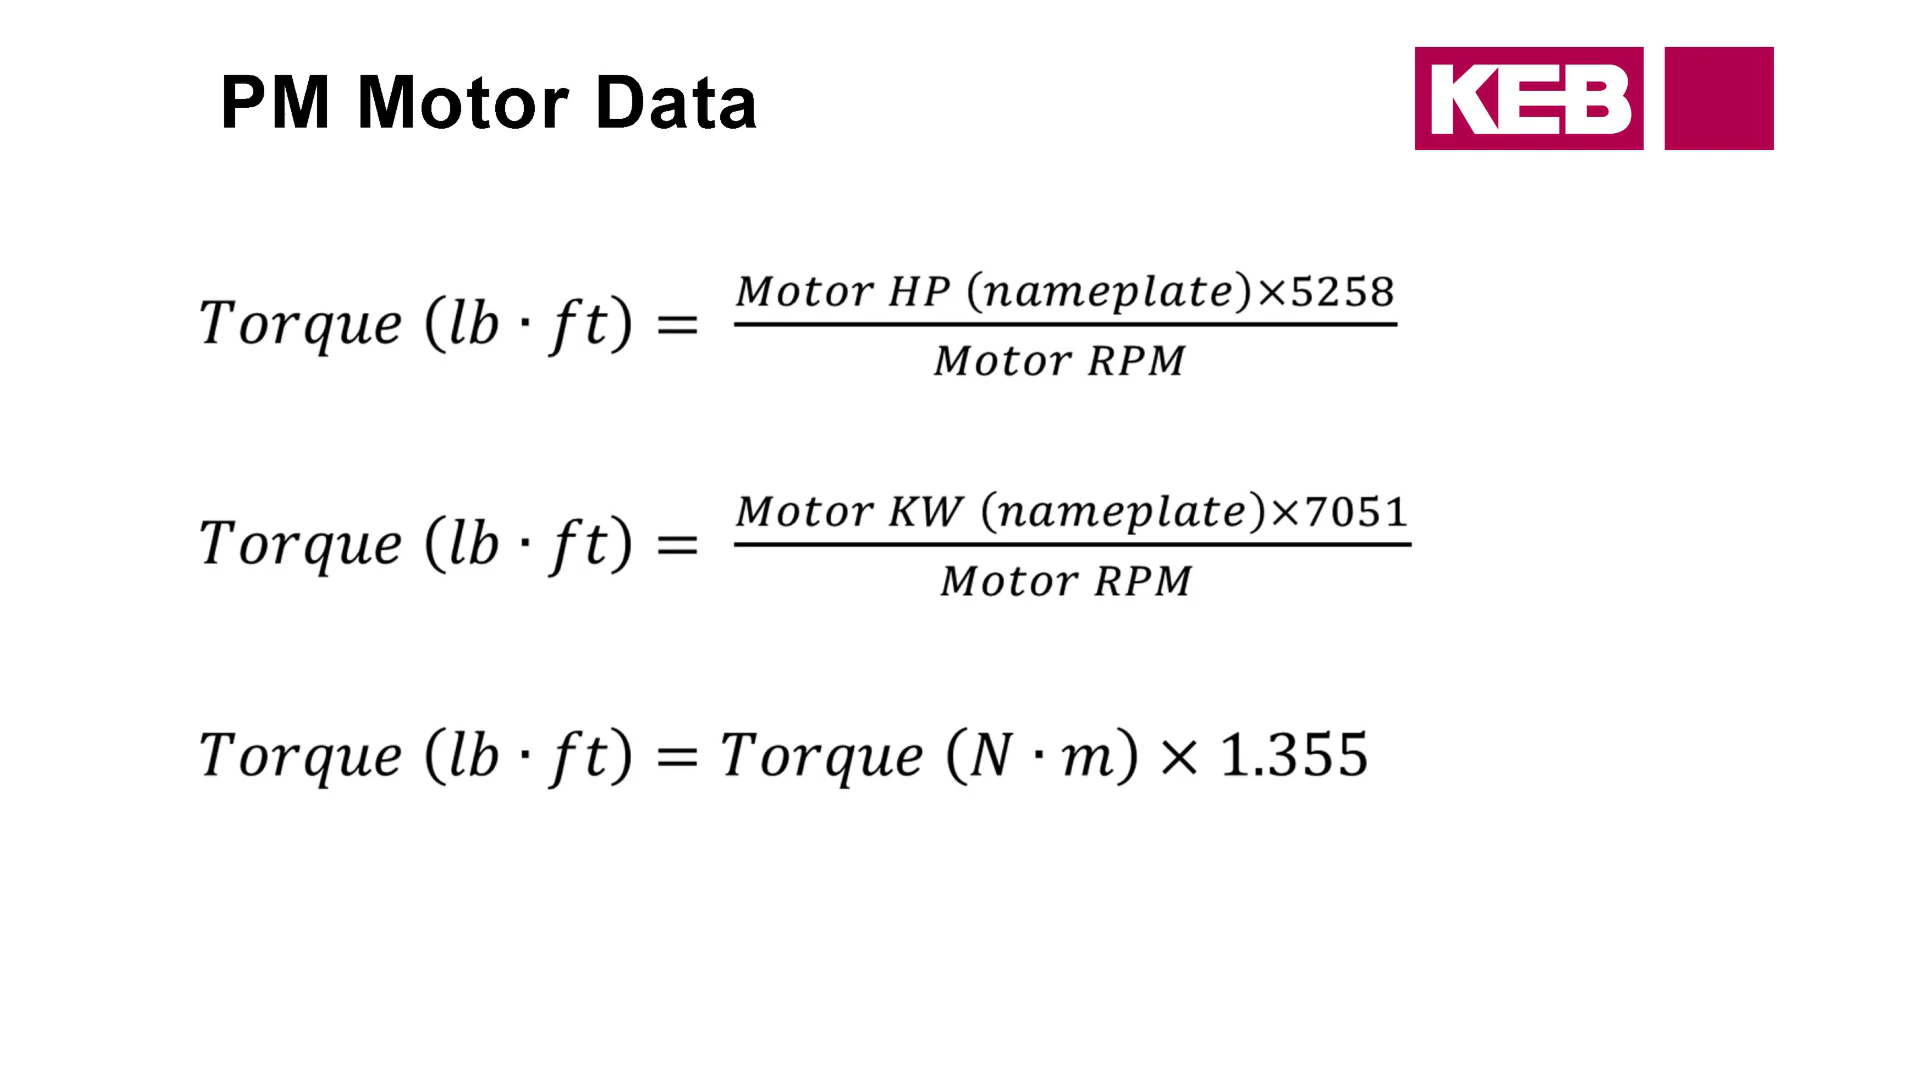 PM Motor Data
KEB
Torque (lb · ft) = Motor HP (nameplate)×5258 / Motor RPM
Torque (lb · ft) = Motor KW (nameplate)×7051 / Motor RPM
Torque (lb · ft) = Torque (N · m) × 1.355